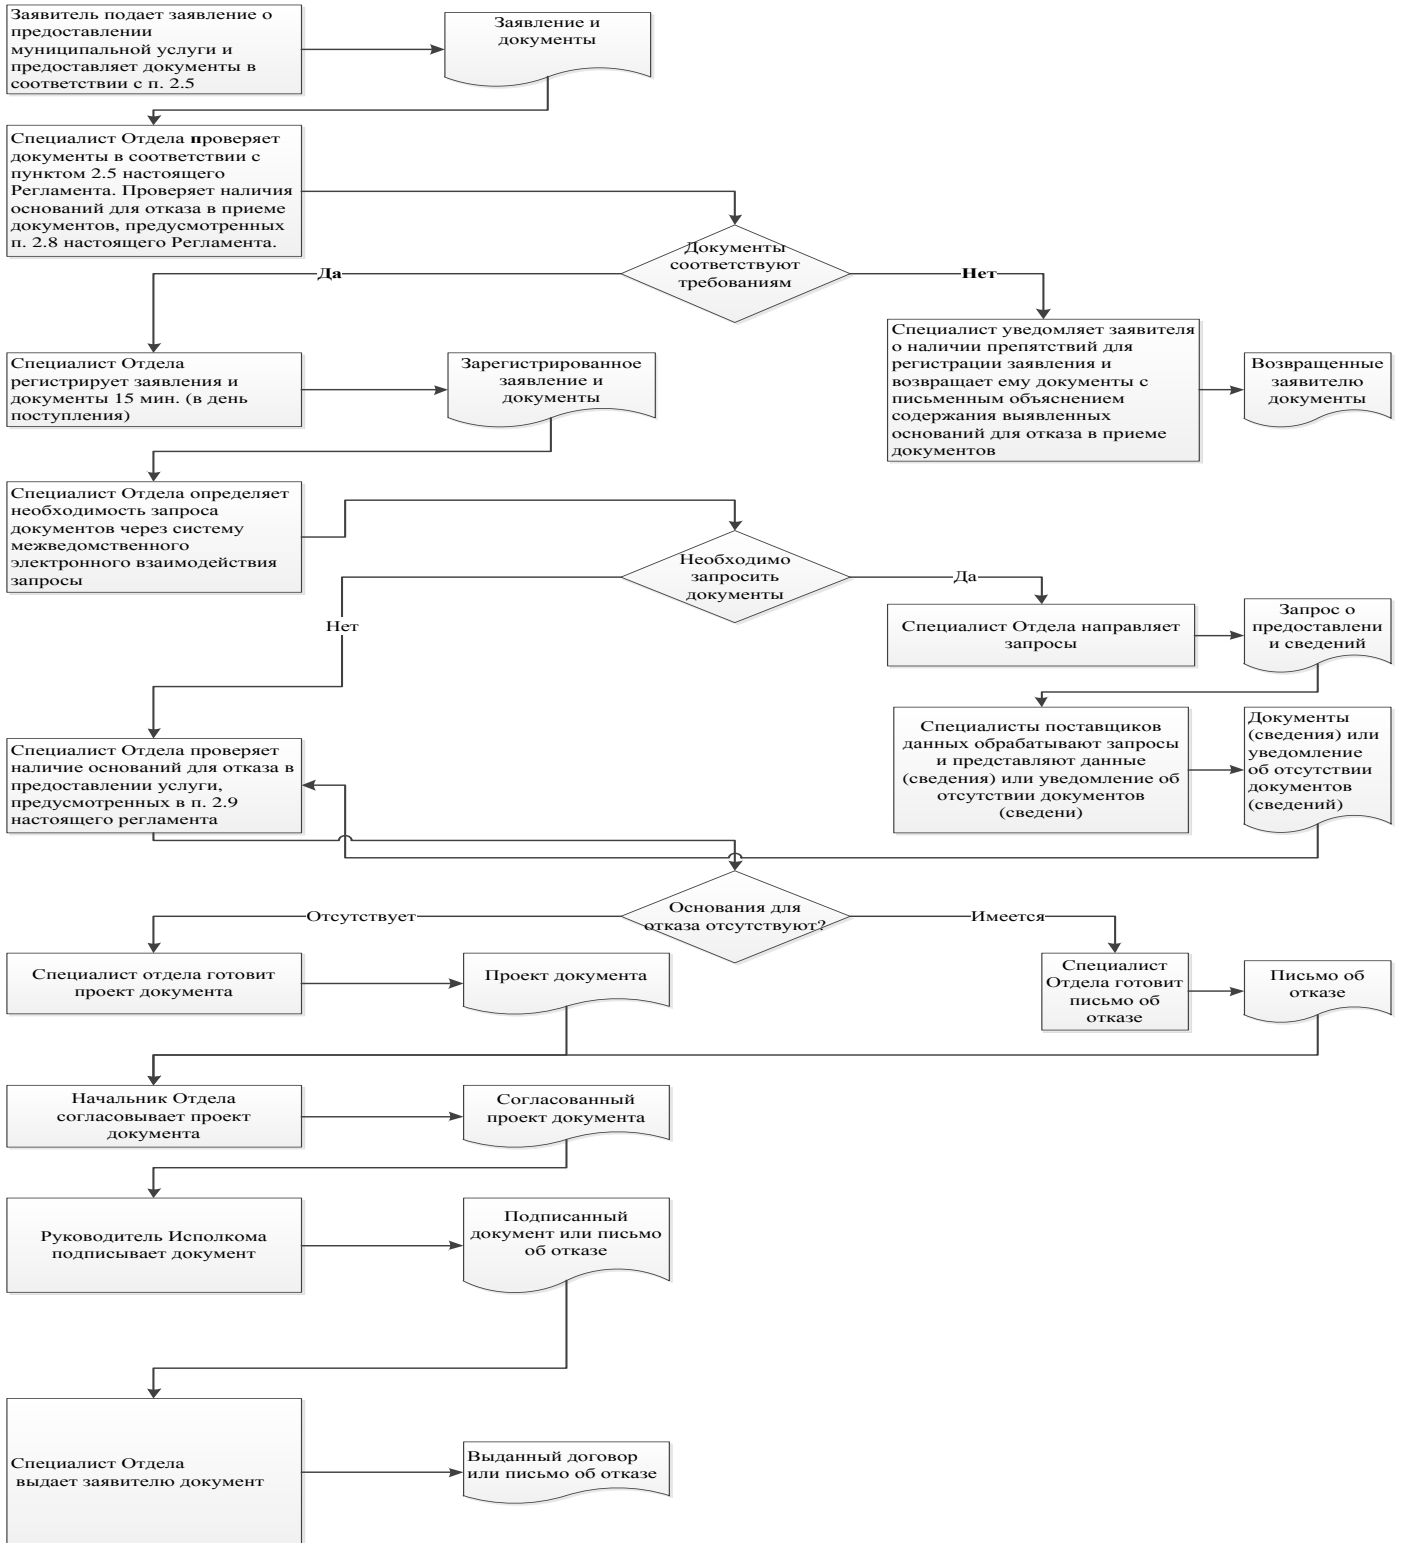 Заявитель подает заявление о
предоставлении
муниципальной услуги и
предоставляет документы в
соответствии с п. 2.5
Заявление и
документы
Специалист Отдела проверяет
документы в соответствии с
пунктом 2.5 настоящего
Регламента. Проверяет наличия
оснований для отказа в приеме
документов, предусмотренных
п. 2.8 настоящего Регламента.
Документы
соответствуют
требованиям
Да
Нет
Специалист уведомляет заявителя
о наличии препятствий для
регистрации заявления и
возвращает ему документы с
письменным объяснением
содержания выявленных
оснований для отказа в приеме
документов
Возвращенные
заявителю
документы
Специалист Отдела
регистрирует заявления и
документы 15 мин. (в день
поступления)
Зарегистрированное
заявление и
документы
Специалист Отдела определяет
необходимость запроса
документов через систему
межведомственного
электронного взаимодействия
запросы
Необходимо
запросить
документы
Да
Нет
Специалист Отдела направляет
запросы
Запрос о
предоставлени
и сведений
Специалисты поставщиков
данных обрабатывают запросы
и представляют данные
(сведения) или уведомление об
отсутствии документов
(сведени)
Документы
(сведения) или
уведомление
об отсутствии
документов
(сведений)
Специалист Отдела проверяет
наличие оснований для отказа в
предоставлении услуги,
предусмотренных в п. 2.9
настоящего регламента
Основания для
отказа отсутствуют?
Отсутствует
Имеется
Специалист отдела готовит
проект документа
Проект документа
Специалист
Отдела готовит
письмо об
отказе
Письмо об
отказе
Начальник Отдела
согласовывает проект
документа
Согласованный
проект документа
Руководитель Исполкома
подписывает документ
Подписанный
документ или письмо
об отказе
Специалист Отдела
выдает заявителю документ
Выданный договор
или письмо об отказе